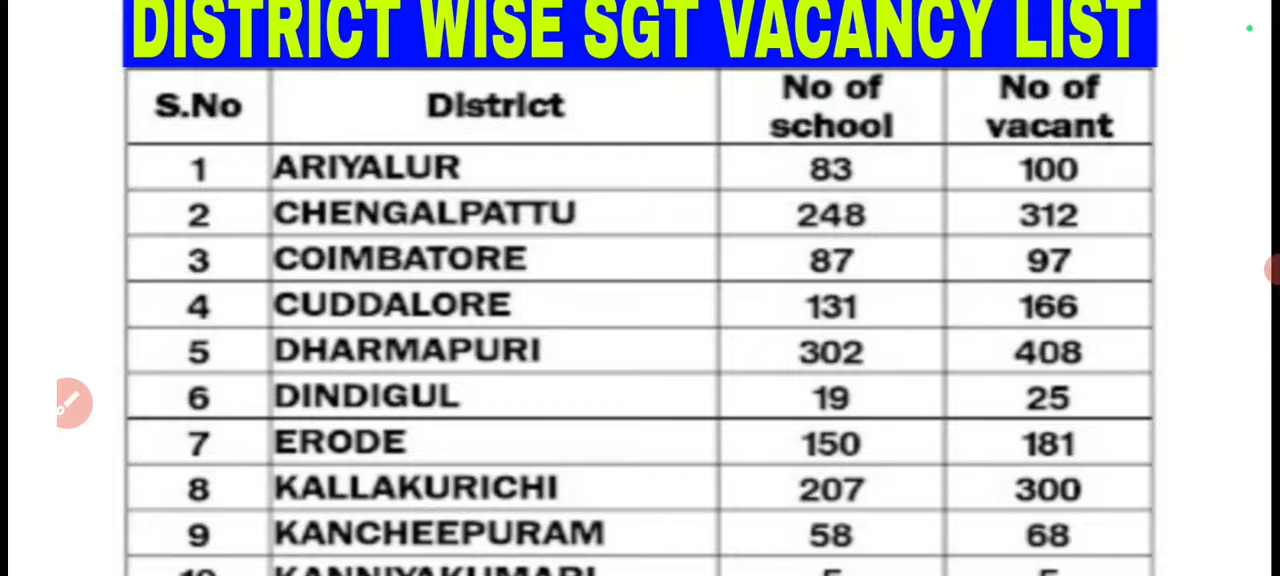 DISTRICT WISE SGT VACANCY LIST
S.No District No of school No of vacant
1 ARIYALUR 83 100
2 CHENGALPATTU 248 312
3 COIMBATORE 87 97
4 CUDDALORE 131 166
5 DHARMAPURI 302 408
6 DINDIGUL 19 25
7 ERODE 150 181
8 KALLAKURICHI 207 300
9 KANCHEEPURAM 58 68
10 KANNIYAKUMARI